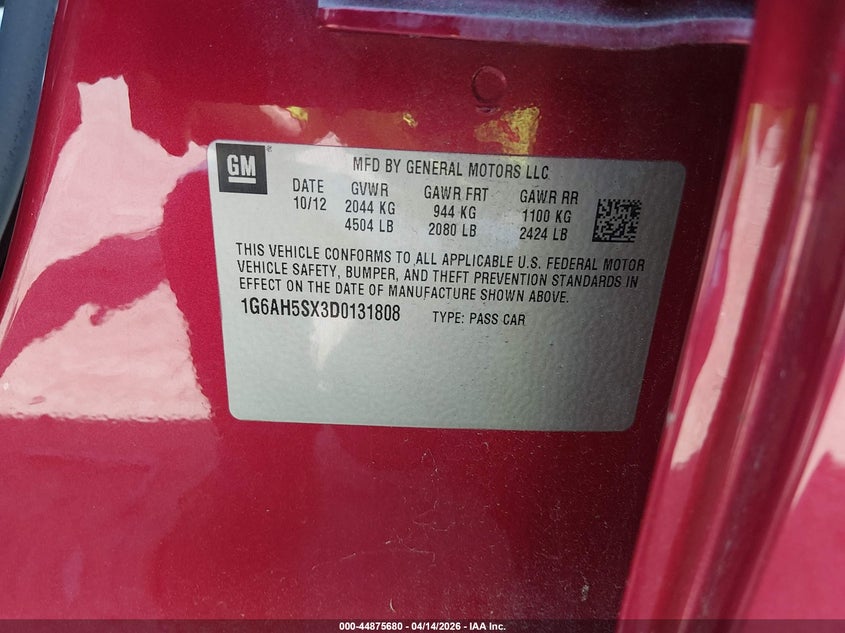 GM
MFD BY GENERAL MOTORS LLC
DATE GVWR GAWR FRT GAWR RR
10/12 2044 KG 944 KG 1100 KG
4504 LB 2080 LB 2424 LB
THIS VEHICLE CONFORMS TO ALL APPLICABLE U.S. FEDERAL MOTOR
VEHICLE SAFETY, BUMPER, AND THEFT PREVENTION STANDARDS IN
EFFECT ON THE DATE OF MANUFACTURE SHOWN ABOVE.
1G6AH5SX3D0131808 TYPE: PASS CAR
000-44875680 - 04/14/2026 - IAA Inc.